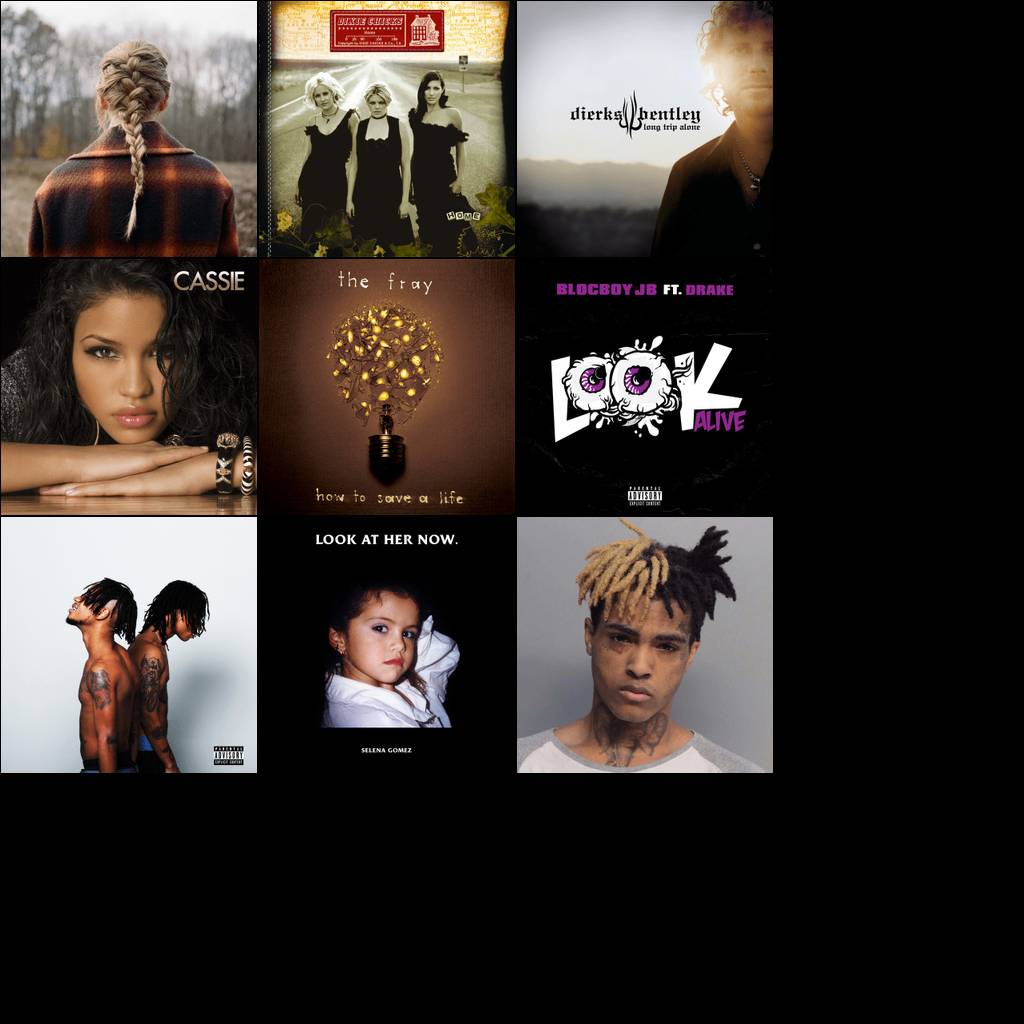 DIXIE CHICKS
HOME
dierks bentley
long trip alone
CASSIE
the fray
how to save a life
BLOCBOY JB FT. DRAKE
LOOK
ALIVE
PARENTAL
ADVISORY
EXPLICIT CONTENT
PARENTAL
ADVISORY
EXPLICIT CONTENT
LOOK AT HER NOW.
SELENA GOMEZ